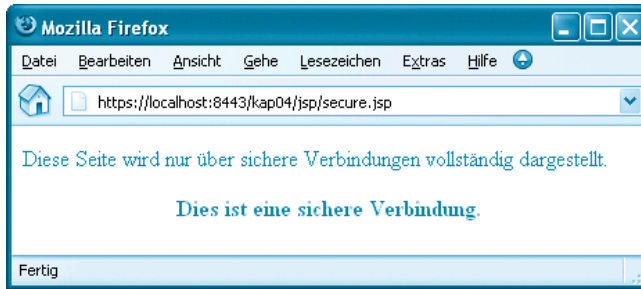 Mozilla Firefox
Datei Bearbeiten Ansicht Gehe Lesezeichen Extras Hilfe
https://localhost:8443/kap04/jsp/secure.jsp
Diese Seite wird nur über sichere Verbindungen vollständig dargestellt.
Dies ist eine sichere Verbindung.
Fertig